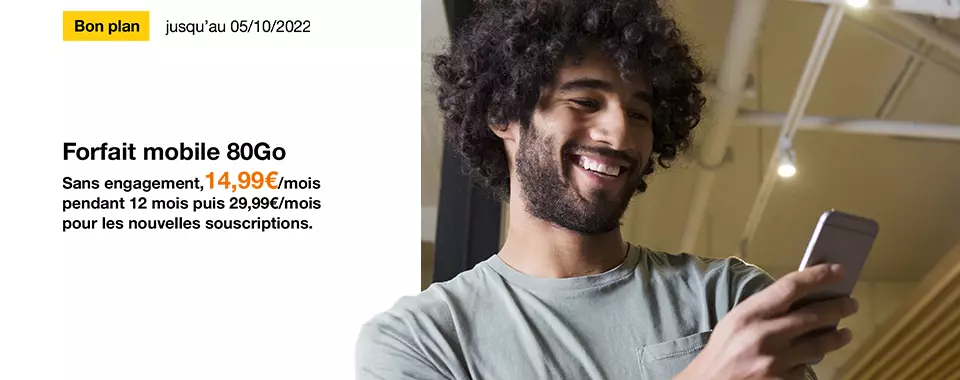 Bon plan jusqu’au 05/10/2022
Forfait mobile 80Go
Sans engagement,14,99€/mois
pendant 12 mois puis 29,99€/mois
pour les nouvelles souscriptions.